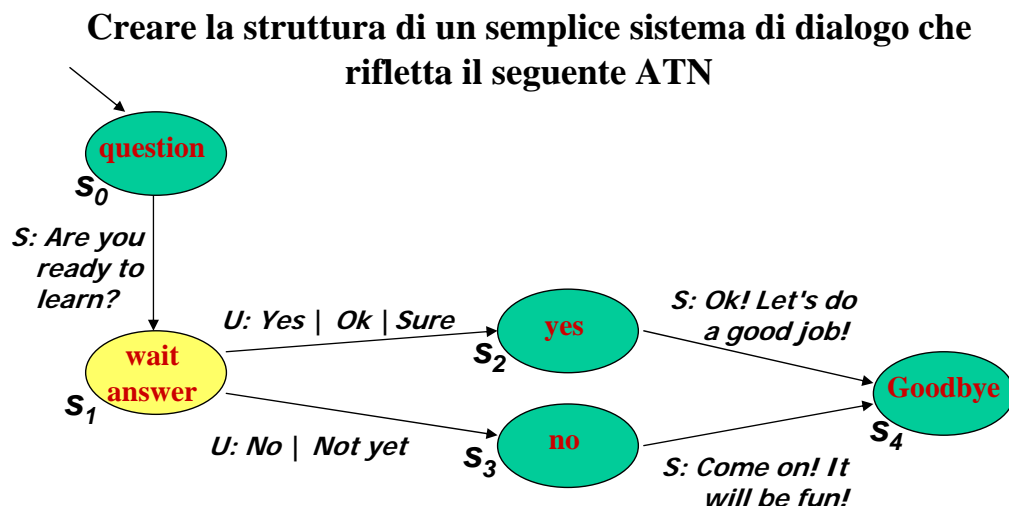 Creare la struttura di un semplice sistema di dialogo che
rifletta il seguente ATN
question
s0
S: Are you
ready to
learn?
wait
answer
s1
U: Yes | Ok | Sure
yes
s2
S: Ok! Let's do
a good job!
U: No | Not yet
no
s3
S: Come on! It
will be fun!
Goodbye
s4